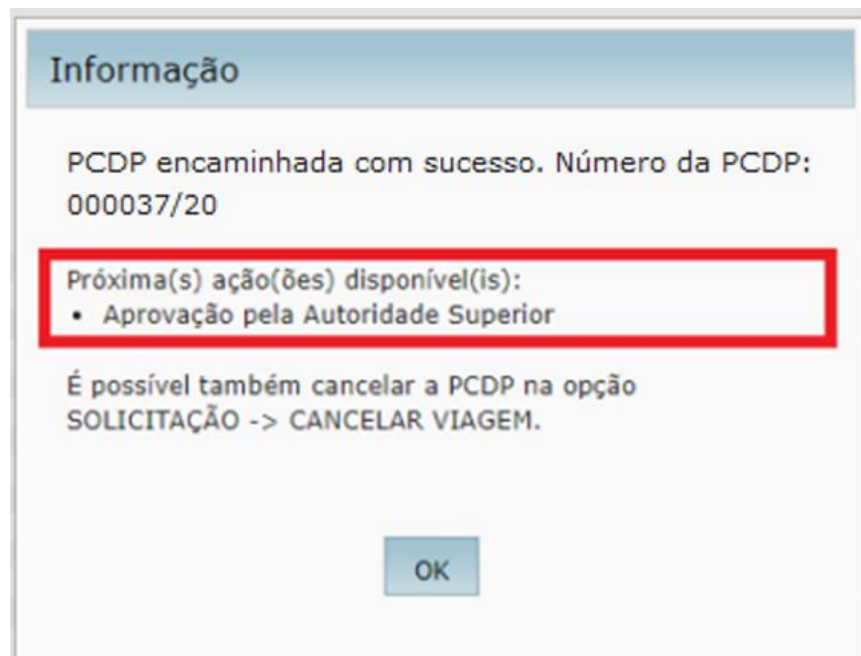 Informação
PCDP encaminhada com sucesso. Número da PCDP:
000037/20
Próxima(s) ação(ões) disponível(is):
• Aprovação pela Autoridade Superior
É possível também cancelar a PCDP na opção
SOLICITAÇÃO -> CANCELAR VIAGEM.
OK